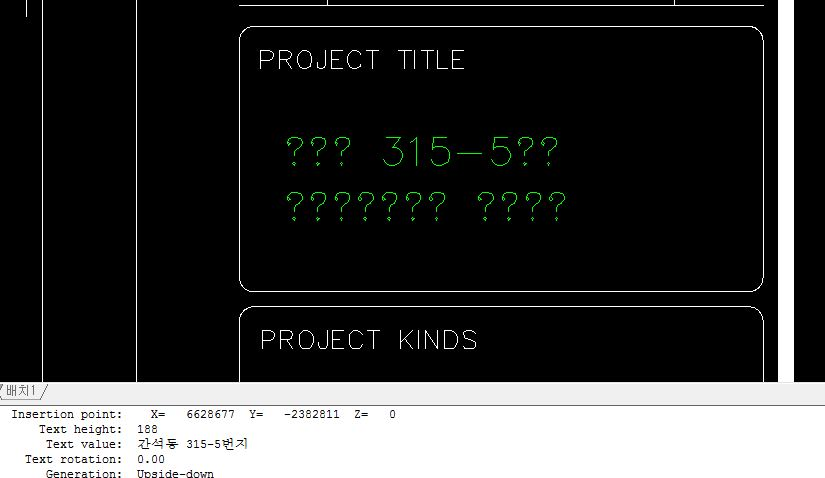 PROJECT TITLE
??? 315-5??
??????? ????
PROJECT KINDS
배치1
Insertion point: X= 6628677 Y= -2382811 Z= 0
Text height: 188
Text value: 간석동 315-5번지
Text rotation: 0.00
Generation: Upside-down